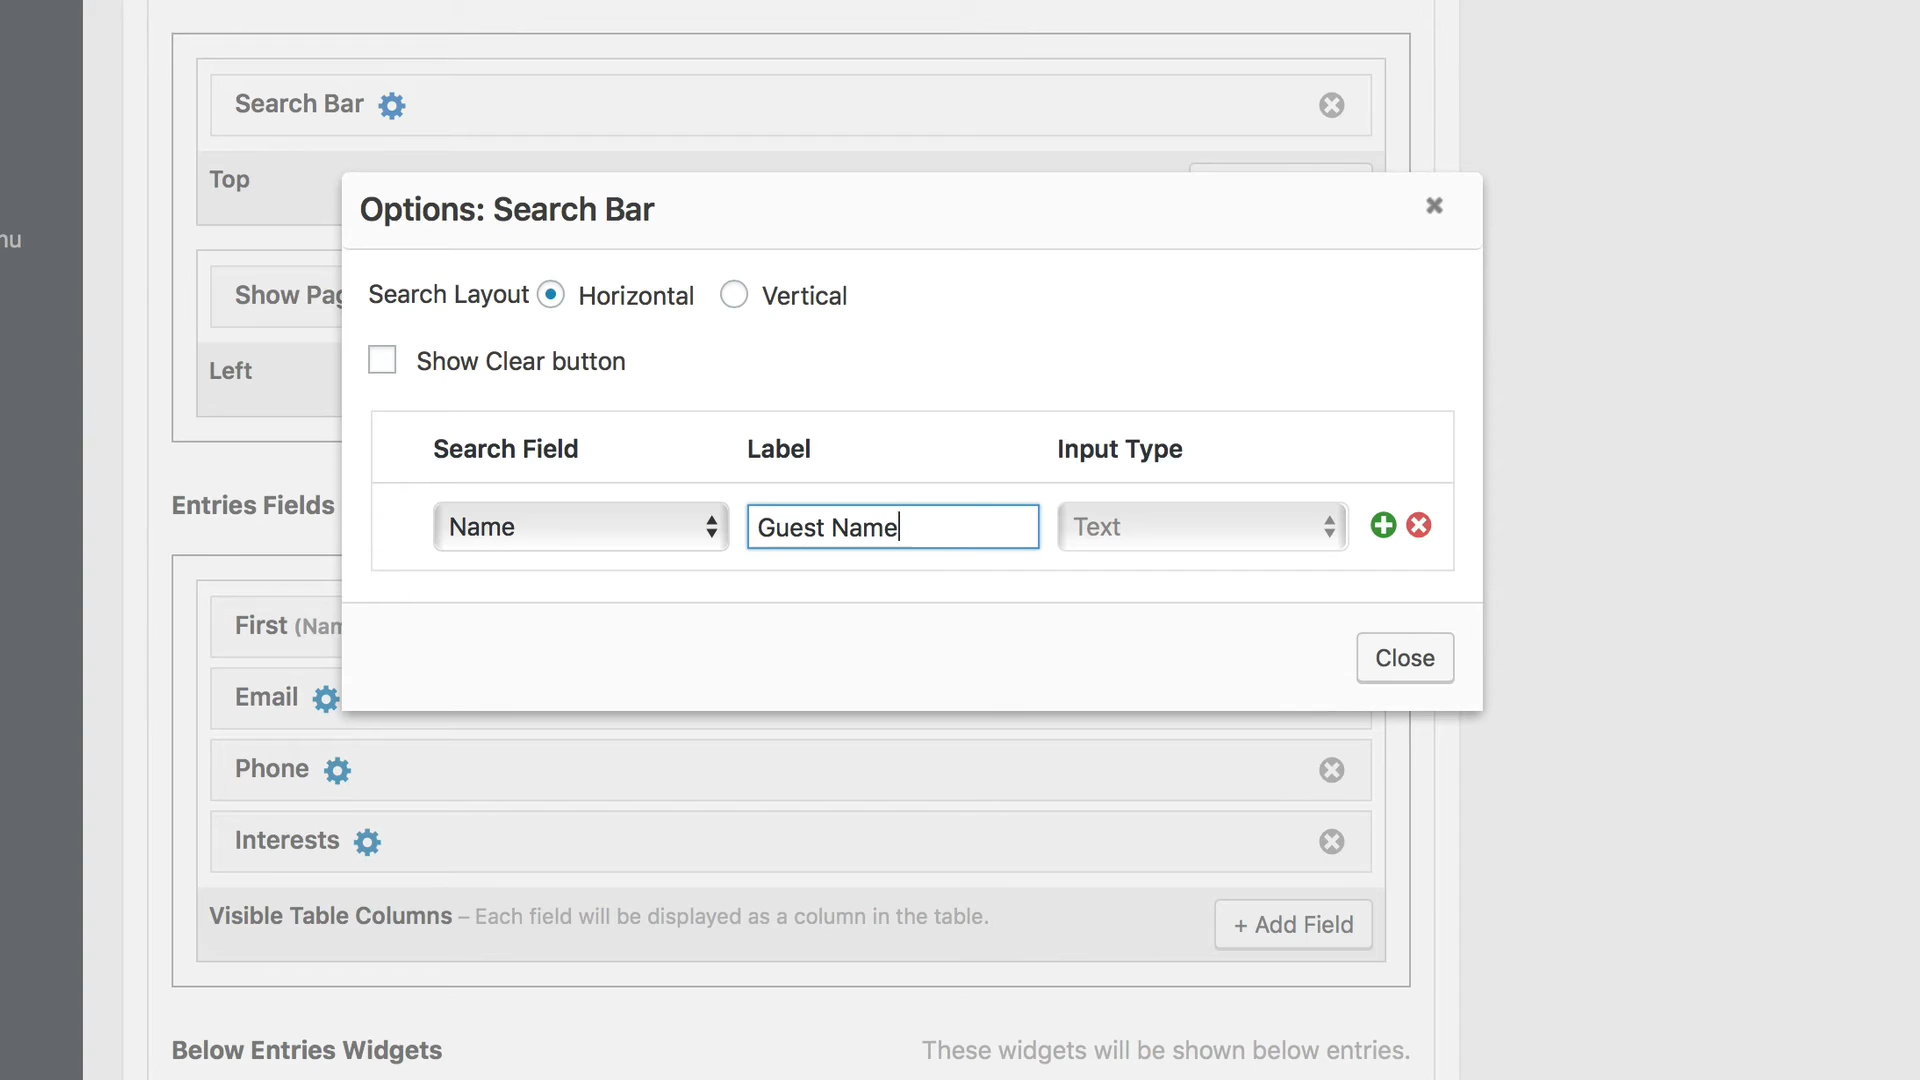 Search Bar
Top
Options: Search Bar
nu
Show Pag
Search Layout Horizontal Vertical
Left
Show Clear button
Search Field Label Input Type
Entries Fields
Name Guest Name Text
First (Nam
Close
Email
Phone
Interests
Visible Table Columns – Each field will be displayed as a column in the table.
+ Add Field
Below Entries Widgets These widgets will be shown below entries.